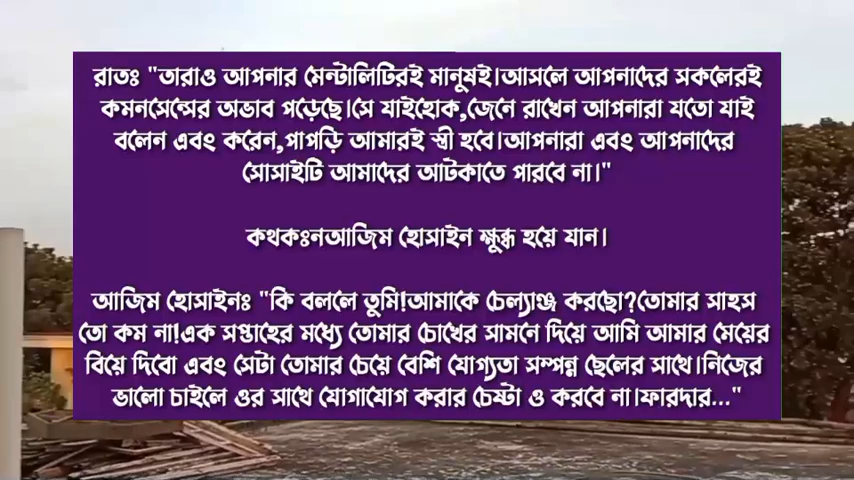 রাতঃ "তারাও আপনার মেন্টালিটিরই মানুষই।আসলে আপনাদের সকলেরই
কমনসেন্সের অভাব পড়েছে।সে যাইহোক,জেনে রাখেন আপনারা যতো যাই
বলেন এবং করেন,পাপড়ি আমারই স্ত্রী হবে।আপনারা এবং আপনাদের
সোসাইটি আমাদের আটকাতে পারবে না।"
কথকঃনআজিম হোসাইন ক্ষুব্ধ হয়ে যান।
আজিম হোসাইনঃ "কি বললে তুমি!আমাকে চেল্যাঞ্জ করছো?তোমার সাহস
তো কম না!এক সপ্তাহের মধ্যে তোমার চোখের সামনে দিয়ে আমি আমার মেয়ের
বিয়ে দিবো এবং সেটা তোমার চেয়ে বেশি যোগ্যতা সম্পন্ন ছেলের সাথে।নিজের
ভালো চাইলে ওর সাথে যোগাযোগ করার চেষ্টা ও করবে না।ফারদার..."